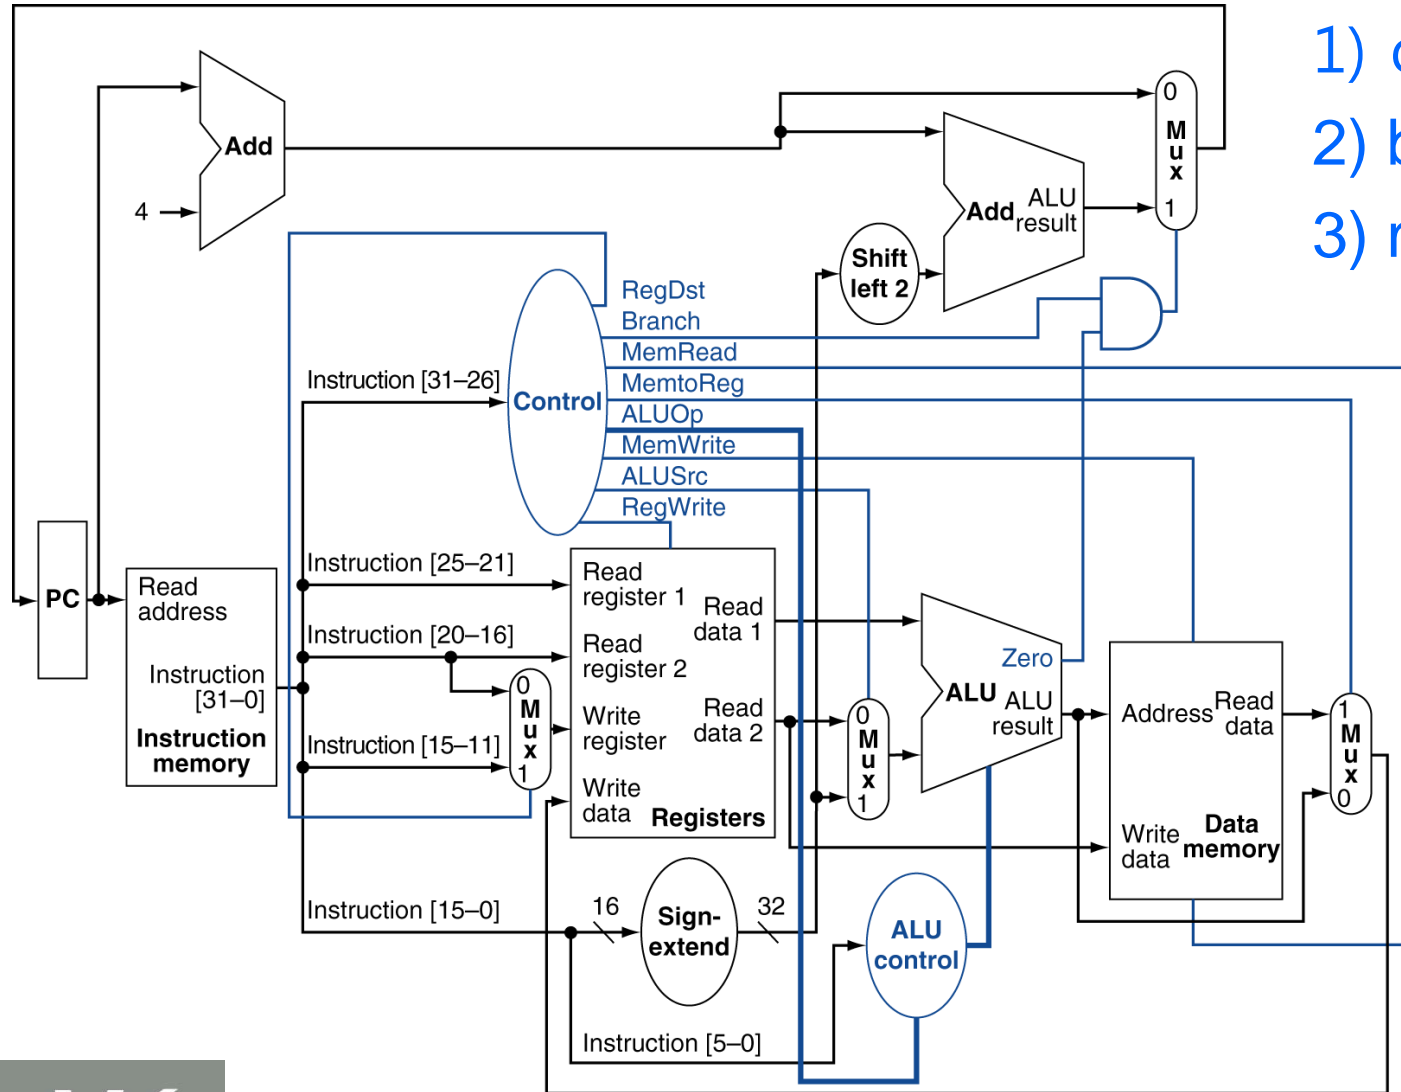 1)
2)
3)
Add
4
0
M
u
x
1
Add
ALU
result
Shift
left 2
RegDst
Branch
MemRead
MemtoReg
ALUOp
MemWrite
ALUSrc
RegWrite
Control
Instruction [31–26]
Instruction [25–21]
Instruction [20–16]
Instruction [15–11]
Instruction [15–0]
Instruction [5–0]
PC
Read
address
Instruction
[31–0]
Instruction
memory
0
M
u
x
1
Read
register 1
Read
register 2
Write
register
Write
data
Read
data 1
Read
data 2
Registers
0
M
u
x
1
Zero
ALU
ALU
result
Address
Read
data
Write
data
Data
memory
1
M
u
x
0
16
Sign-
extend
32
ALU
control